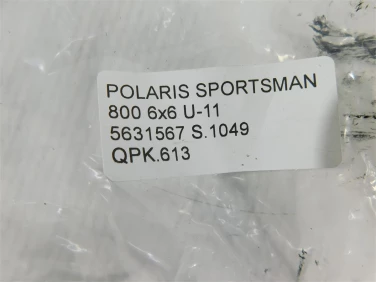 POLARIS SPORTSMAN
800 6x6 U-11
5631567 S.1049
QPK.613